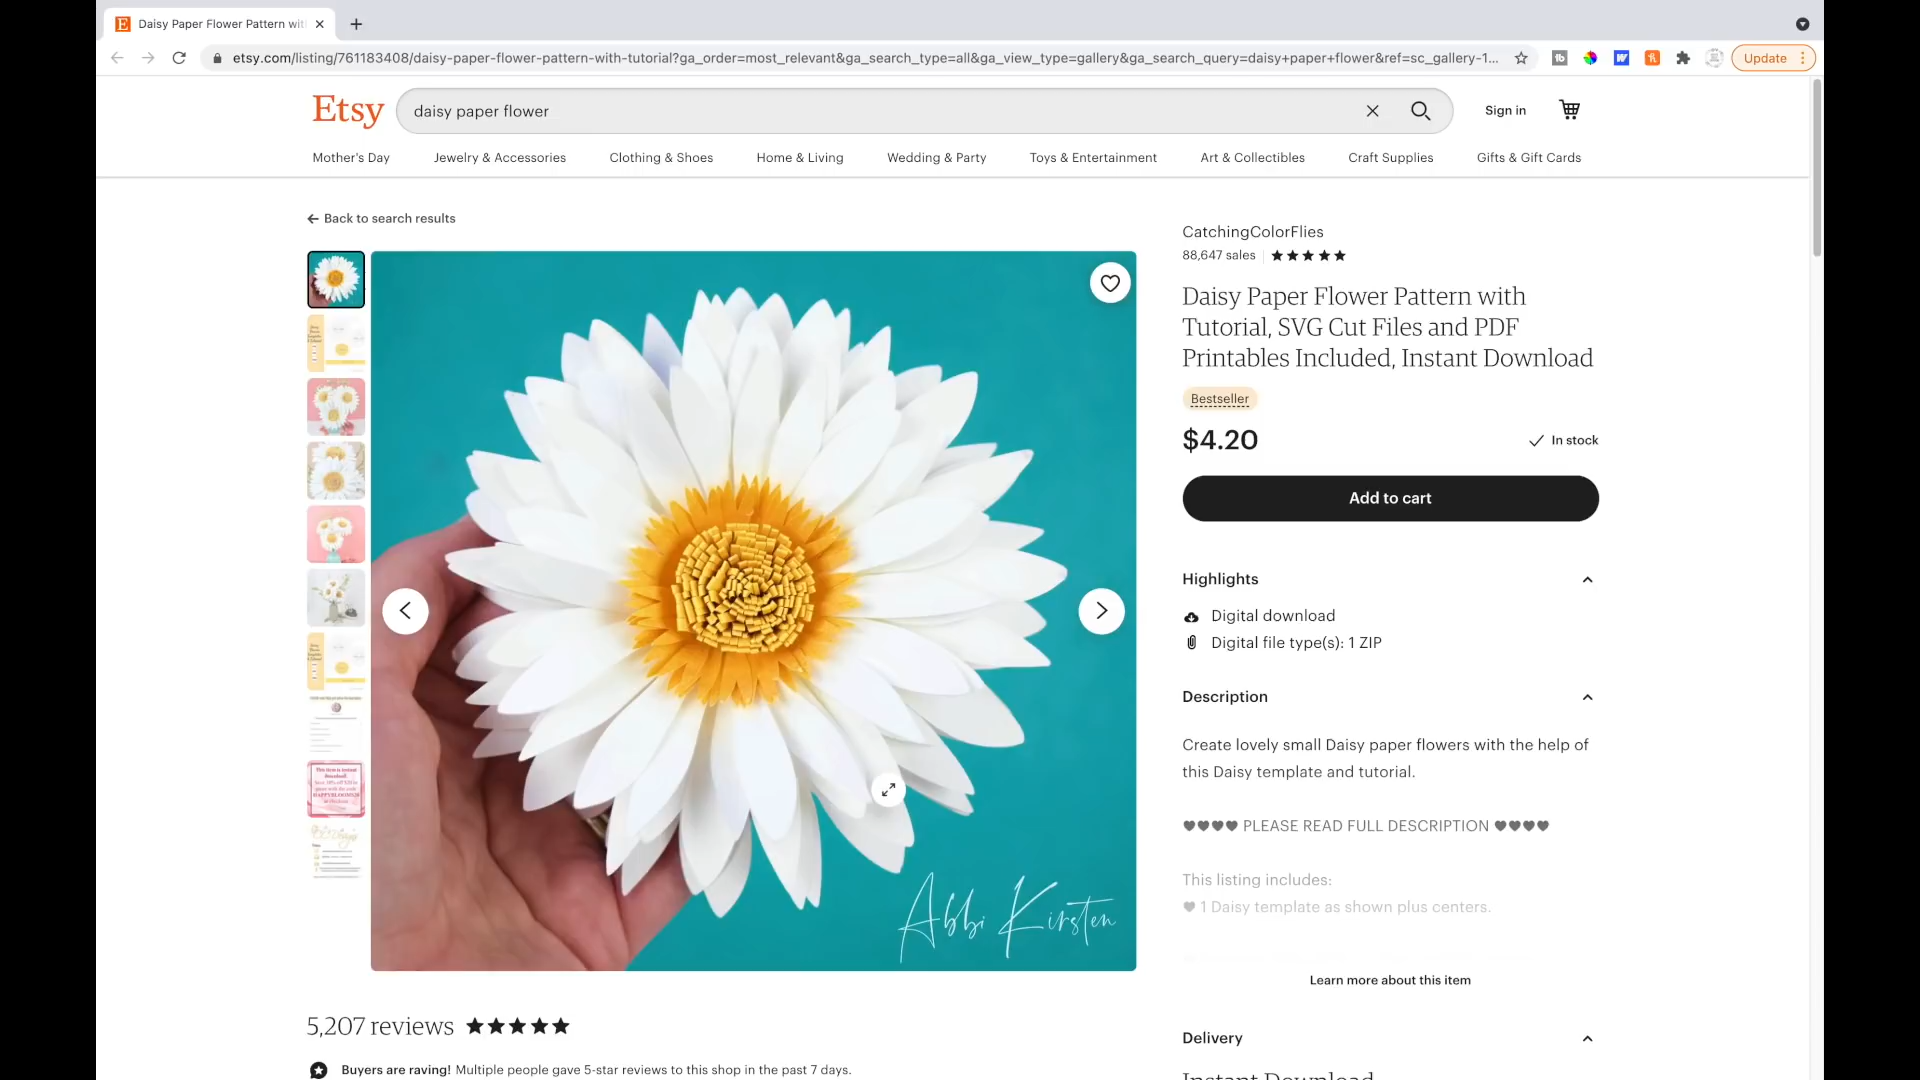 Daisy Paper Flower Pattern wit
etsy.com/listing/761183408/daisy-paper-flower-pattern-with-tutorial?ga_order=most_relevant&ga_search_type=all&ga_view_type=gallery&ga_search_query=daisy+paper+flower&ref=sc_gallery-1...
Update
Etsy
daisy paper flower
Sign in
Mother's Day
Jewelry & Accessories
Clothing & Shoes
Home & Living
Wedding & Party
Toys & Entertainment
Art & Collectibles
Craft Supplies
Gifts & Gift Cards
Back to search results
Abbi Kirsten
CatchingColorFlies
88,647 sales
Daisy Paper Flower Pattern with
Tutorial, SVG Cut Files and PDF
Printables Included, Instant Download
Bestseller
$4.20
In stock
Add to cart
Highlights
Digital download
Digital file type(s): 1 ZIP
Description
Create lovely small Daisy paper flowers with the help of
this Daisy template and tutorial.
♥♥♥♥ PLEASE READ FULL DESCRIPTION ♥♥♥♥
This listing includes:
♥ 1 Daisy template as shown plus centers.
Learn more about this item
Delivery
Instant Download
5,207 reviews
Buyers are raving! Multiple people gave 5-star reviews to this shop in the past 7 days.